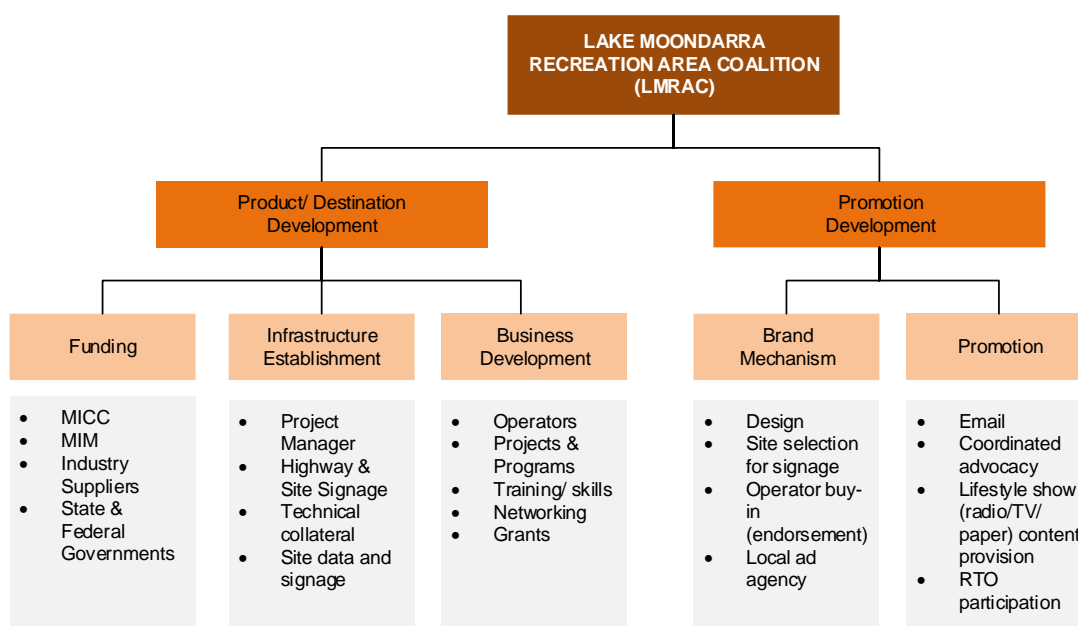 LAKE MOONDARRA
RECREATION AREA COALITION
(LMRAC)
Product/ Destination
Development
Promotion
Development
Funding
Infrastructure
Establishment
Business
Development
Brand
Mechanism
Promotion
• MICC
• MIM
• Industry
Suppliers
• State &
Federal
Governments
• Project
Manager
• Highway &
Site Signage
• Technical
collateral
• Site data and
signage
• Operators
• Projects &
Programs
• Training/ skills
• Networking
• Grants
• Design
• Site selection
for signage
• Operator buy-
in
(endorsement)
• Local ad
agency
• Email
• Coordinated
advocacy
• Lifestyle show
(radio/TV/
paper) content
provision
• RTO
participation